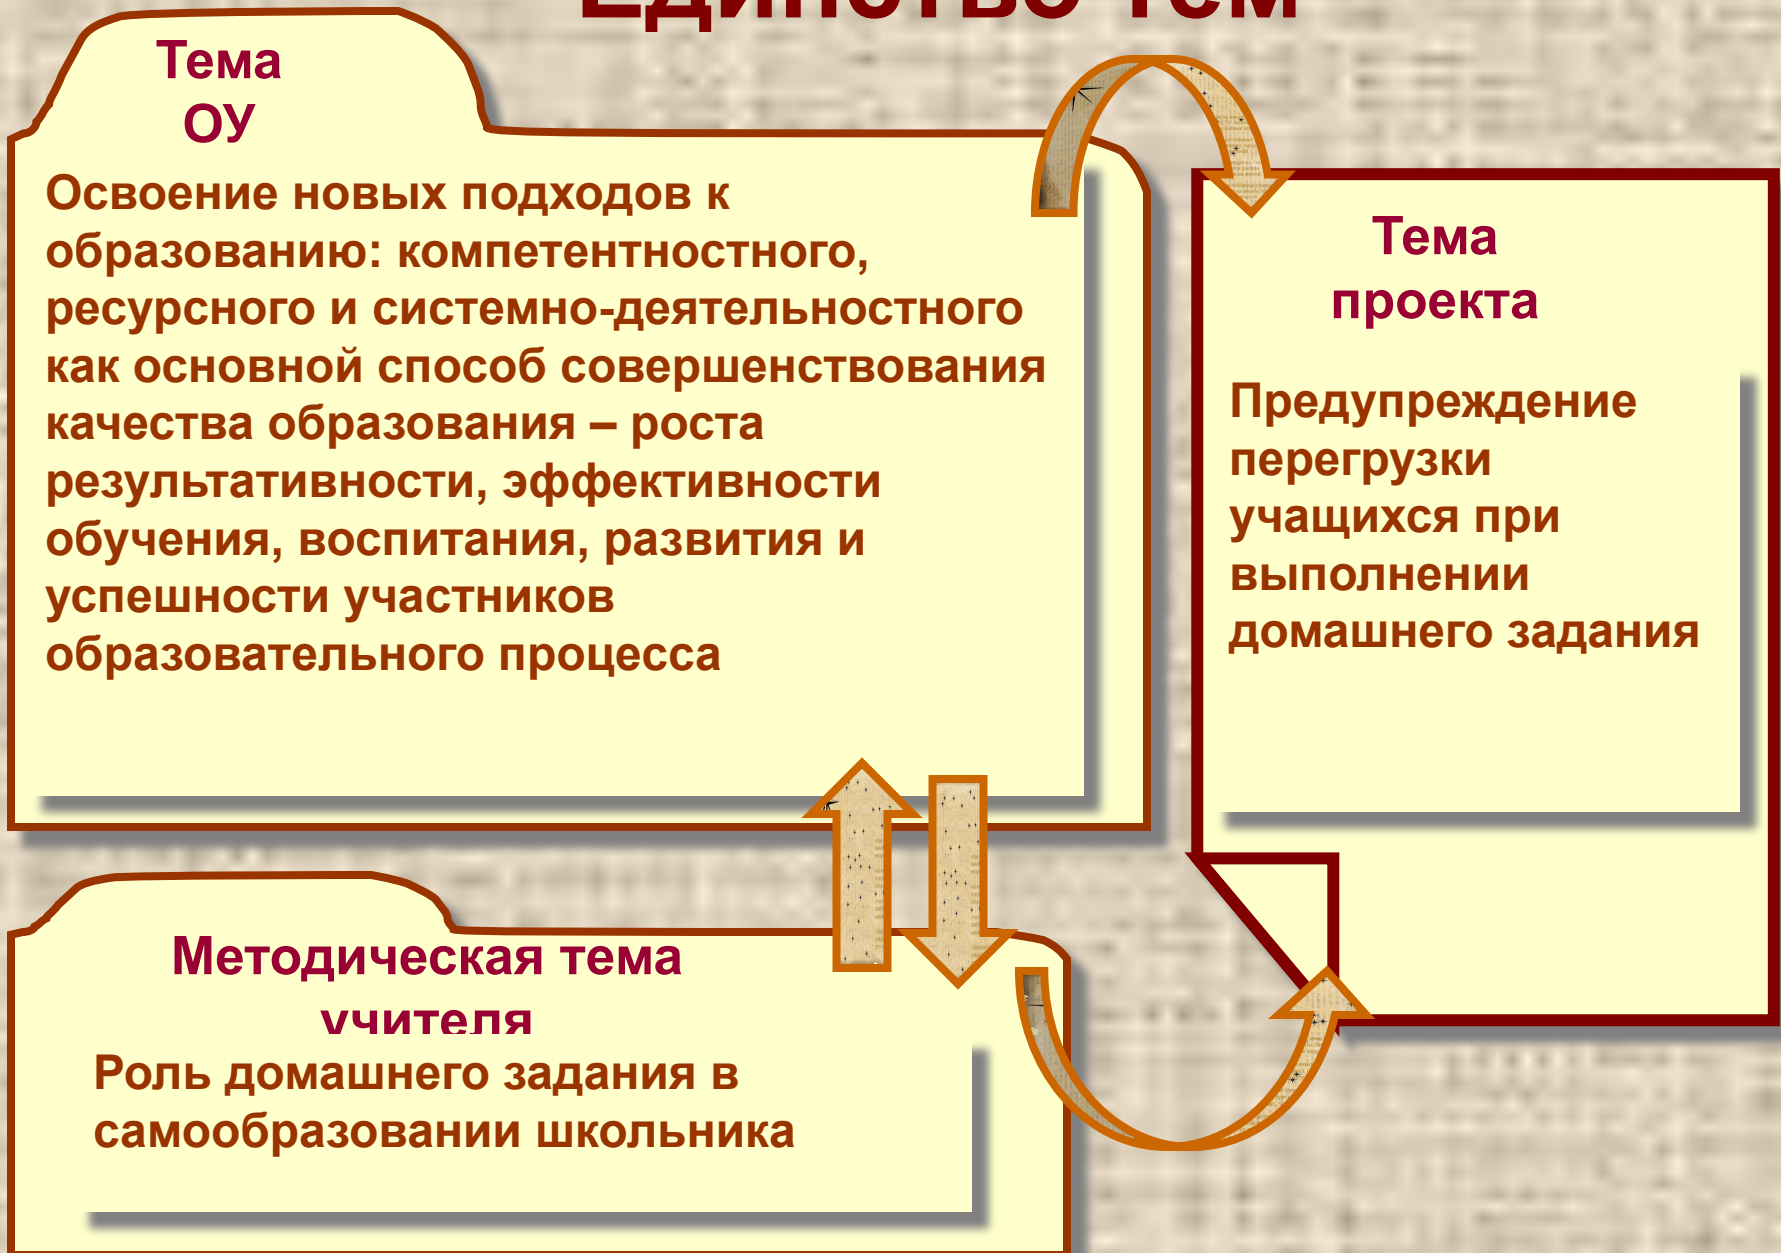 Единство тем
Тема
ОУ
Освоение новых подходов к
образованию: компетентностного,
ресурсного и системно-деятельностного
как основной способ совершенствования
качества образования – роста
результативности, эффективности
обучения, воспитания, развития и
успешности участников
образовательного процесса
Тема
проекта
Предупреждение
перегрузки
учащихся при
выполнении
домашнего задания
Методическая тема
учителя
Роль домашнего задания в
самообразовании школьника